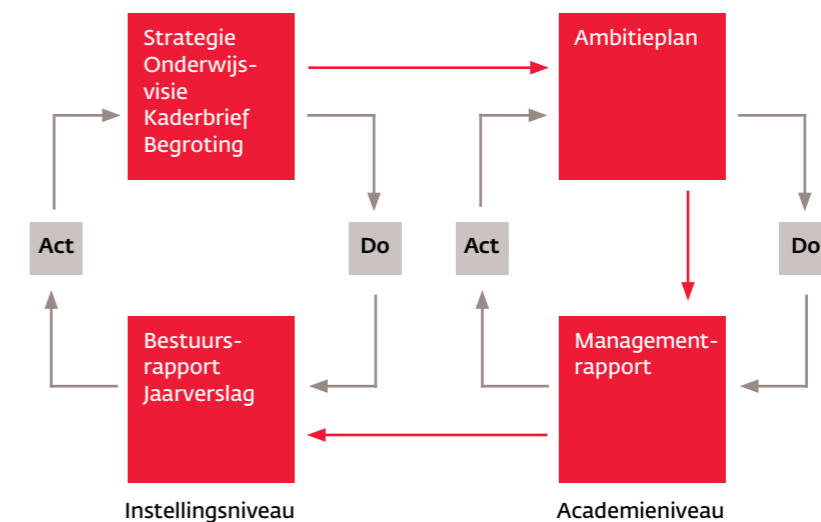 Strategie
Onderwijs-
visie
Kaderbrief
Begroting
Ambitieplan
Act
Do
Act
Do
Bestuurs-
rapport
Jaarverslag
Management-
rapport
Instellingsniveau
Academieniveau